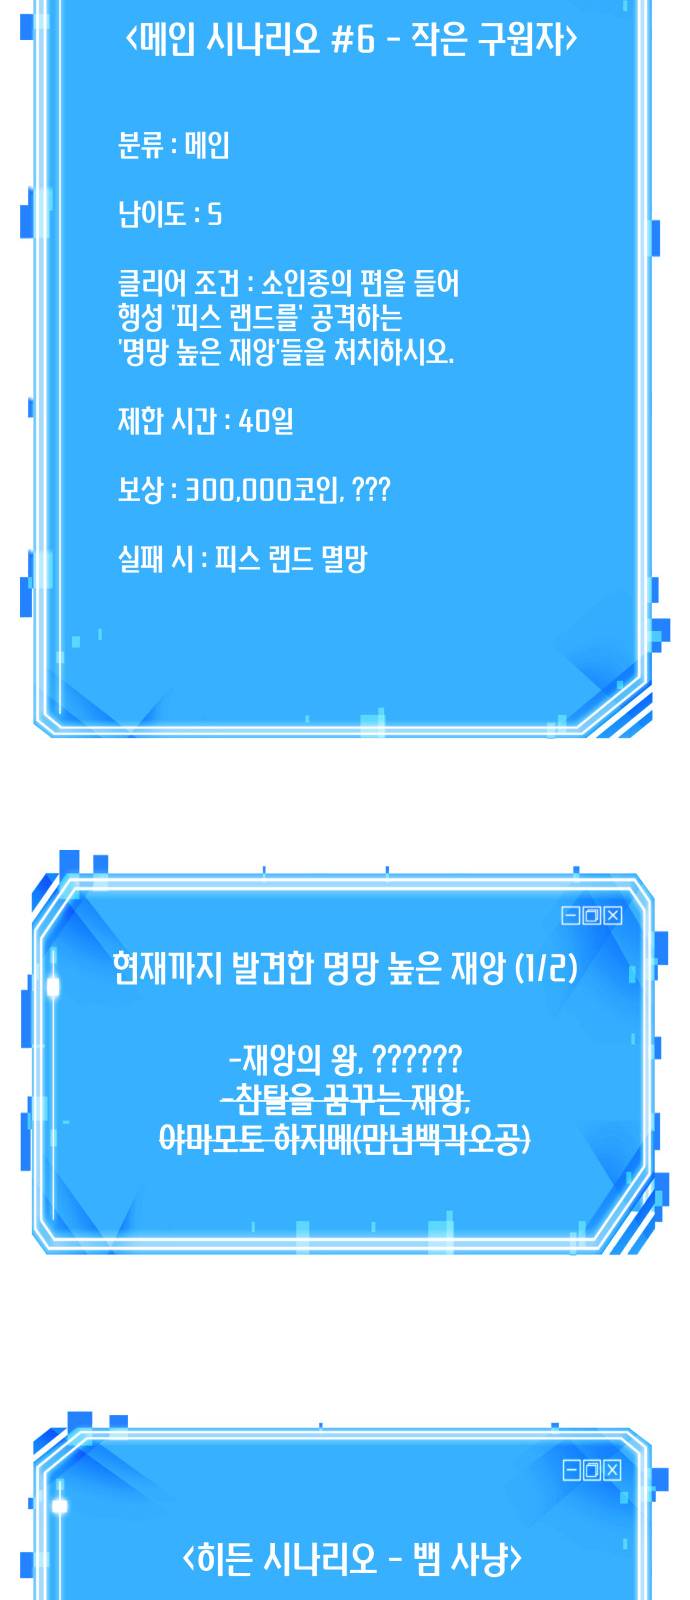 <메인 시나리오 #6 - 작은 구원자>
분류 : 메인
난이도 : 5
클리어 조건 : 소인종의 편을 들어
행성 '피스 랜드를' 공격하는
'명망 높은 재앙'들을 처치하시오.
제한 시간 : 40일
보상 : 300,000코인, ???
실패 시 : 피스 랜드 멸망
현재까지 발견한 명망 높은 재앙 (1/2)
-재앙의 왕, ??????
-찬탈을 꿈꾸는 재앙,
야마모토 하지메(만년백각오공)
<히든 시나리오 - 뱀 사냥>